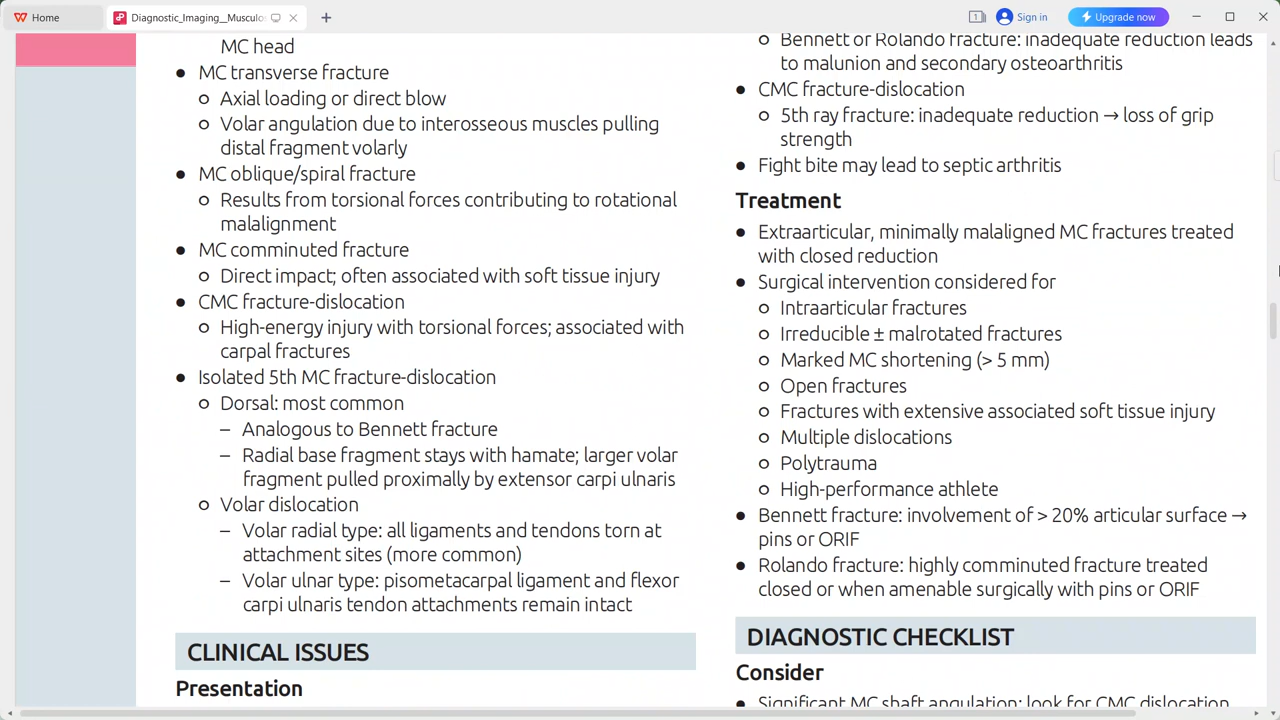 Home
Diagnostic_Imaging__Musculos
Sign in
Upgrade now
MC head
● MC transverse fracture
o Axial loading or direct blow
o Volar angulation due to interosseous muscles pulling
distal fragment volarly
● MC oblique/spiral fracture
o Results from torsional forces contributing to rotational
malalignment
● MC comminuted fracture
o Direct impact; often associated with soft tissue injury
● CMC fracture-dislocation
o High-energy injury with torsional forces; associated with
carpal fractures
● Isolated 5th MC fracture-dislocation
o Dorsal: most common
– Analogous to Bennett fracture
– Radial base fragment stays with hamate; larger volar
fragment pulled proximally by extensor carpi ulnaris
o Volar dislocation
– Volar radial type: all ligaments and tendons torn at
attachment sites (more common)
– Volar ulnar type: pisometacarpal ligament and flexor
carpi ulnaris tendon attachments remain intact
CLINICAL ISSUES
Presentation
o Bennett or Rolando fracture: inadequate reduction leads
to malunion and secondary osteoarthritis
● CMC fracture-dislocation
o 5th ray fracture: inadequate reduction → loss of grip
strength
● Fight bite may lead to septic arthritis
Treatment
● Extraarticular, minimally malaligned MC fractures treated
with closed reduction
● Surgical intervention considered for
o Intraarticular fractures
o Irreducible ± malrotated fractures
o Marked MC shortening (> 5 mm)
o Open fractures
o Fractures with extensive associated soft tissue injury
o Multiple dislocations
o Polytrauma
o High-performance athlete
● Bennett fracture: involvement of > 20% articular surface →
pins or ORIF
● Rolando fracture: highly comminuted fracture treated
closed or when amenable surgically with pins or ORIF
DIAGNOSTIC CHECKLIST
Consider
● Significant MC shaft angulation: look for CMC dislocation